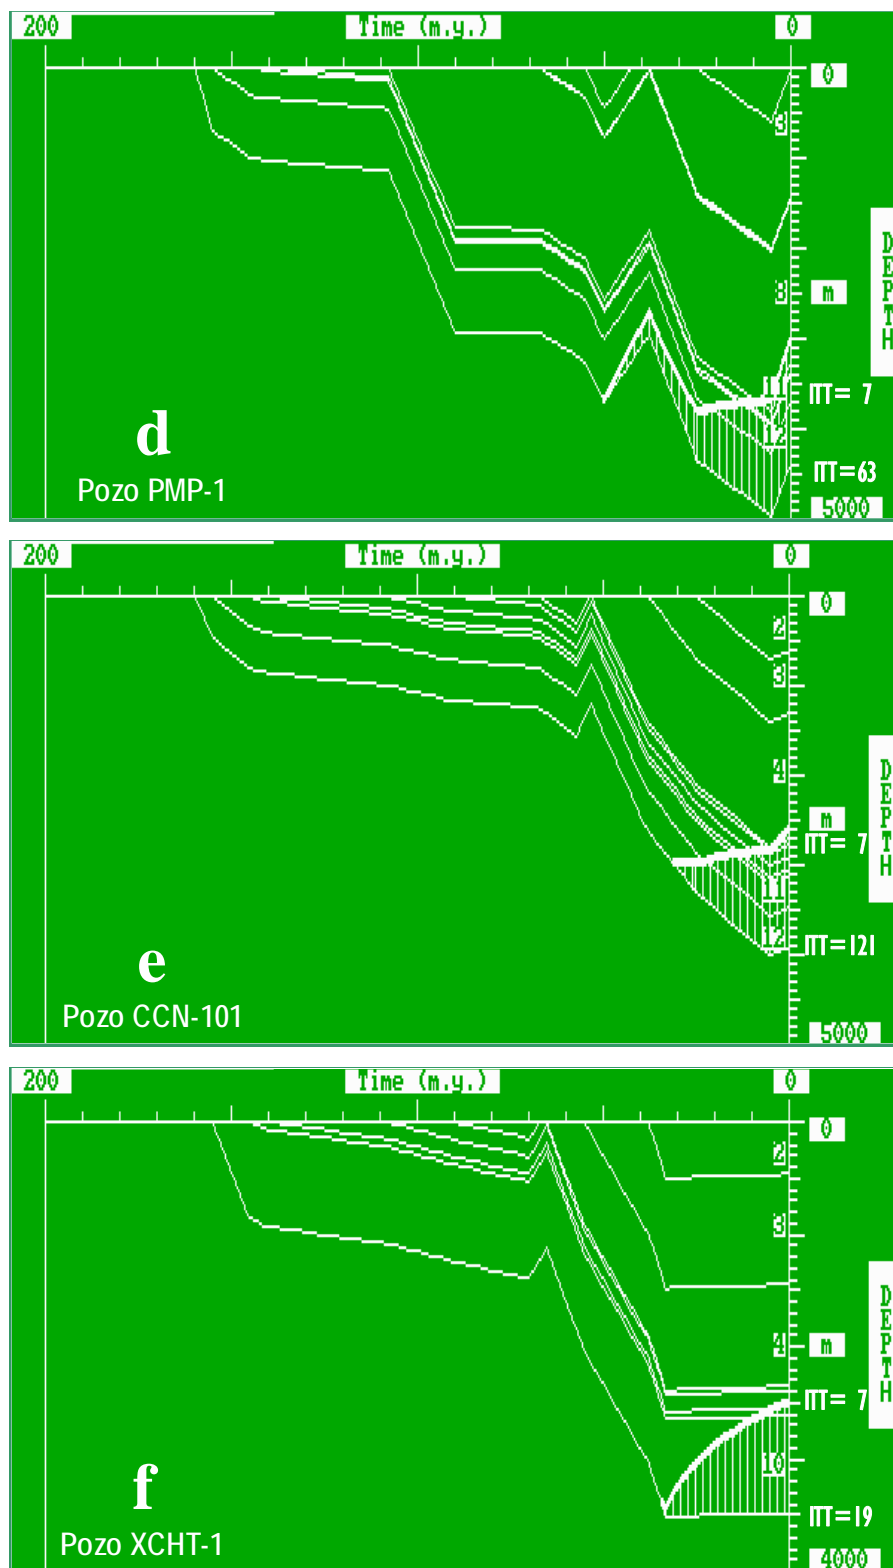 200 Time (m.y.) 0
0
3
8 m
DEPTH
11 ITT= 7
12
ITT=63
5000
d
Pozo PMP-1
200 Time (m.y.) 0
0
2
3
4
m
DEPTH
ITT= 7
11
12 ITT=121
5000
e
Pozo CCN-101
200 Time (m.y.) 0
0
2
3
4 m
DEPTH
ITT= 7
10
ITT=19
4000
f
Pozo XCHT-1